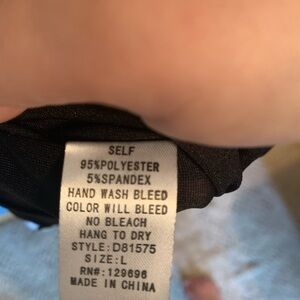 SELF
95%POLYESTER
5%SPANDEX
HAND WASH BLEED
COLOR WILL BLEED
NO BLEACH
HANG TO DRY
STYLE:D81575
SIZE:L
RN#:129696
MADE IN CHINA